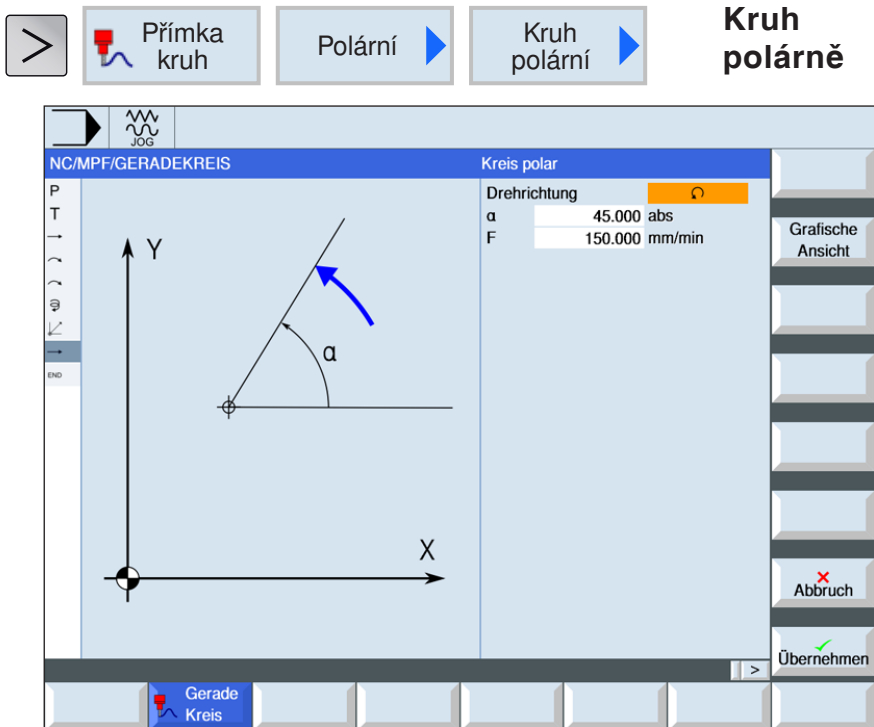 >
Přímka
kruh
Polární
Kruh
polární
Kruh
polárně
JOG
NC/MPF/GERADEKREIS
Kreis polar
P
T
END
Drehrichtung
α 45.000 abs
F 150.000 mm/min
Y
α
X
Grafische
Ansicht
Abbruch
Übernehmen
>
Gerade
Kreis